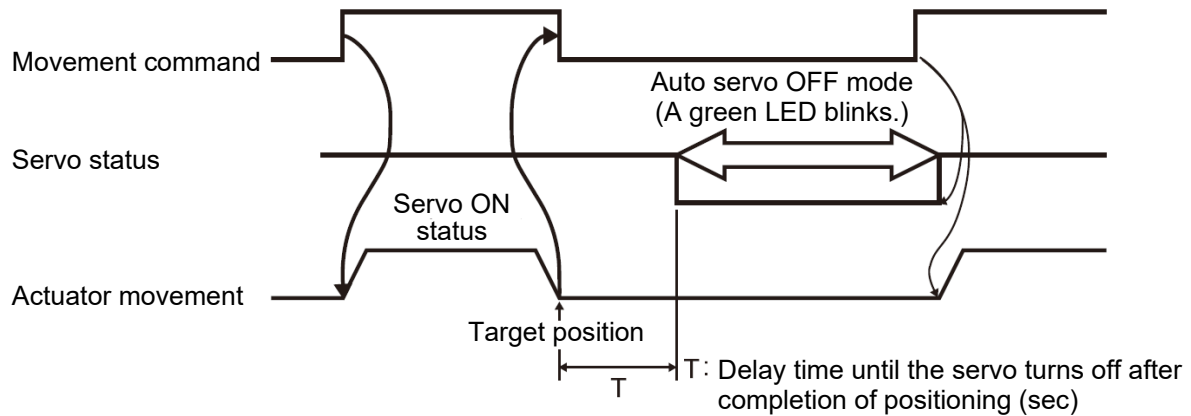 Movement command
Auto servo OFF mode
(A green LED blinks.)
Servo status
Servo ON
status
Actuator movement
Target position
T
T: Delay time until the servo turns off after
completion of positioning (sec)